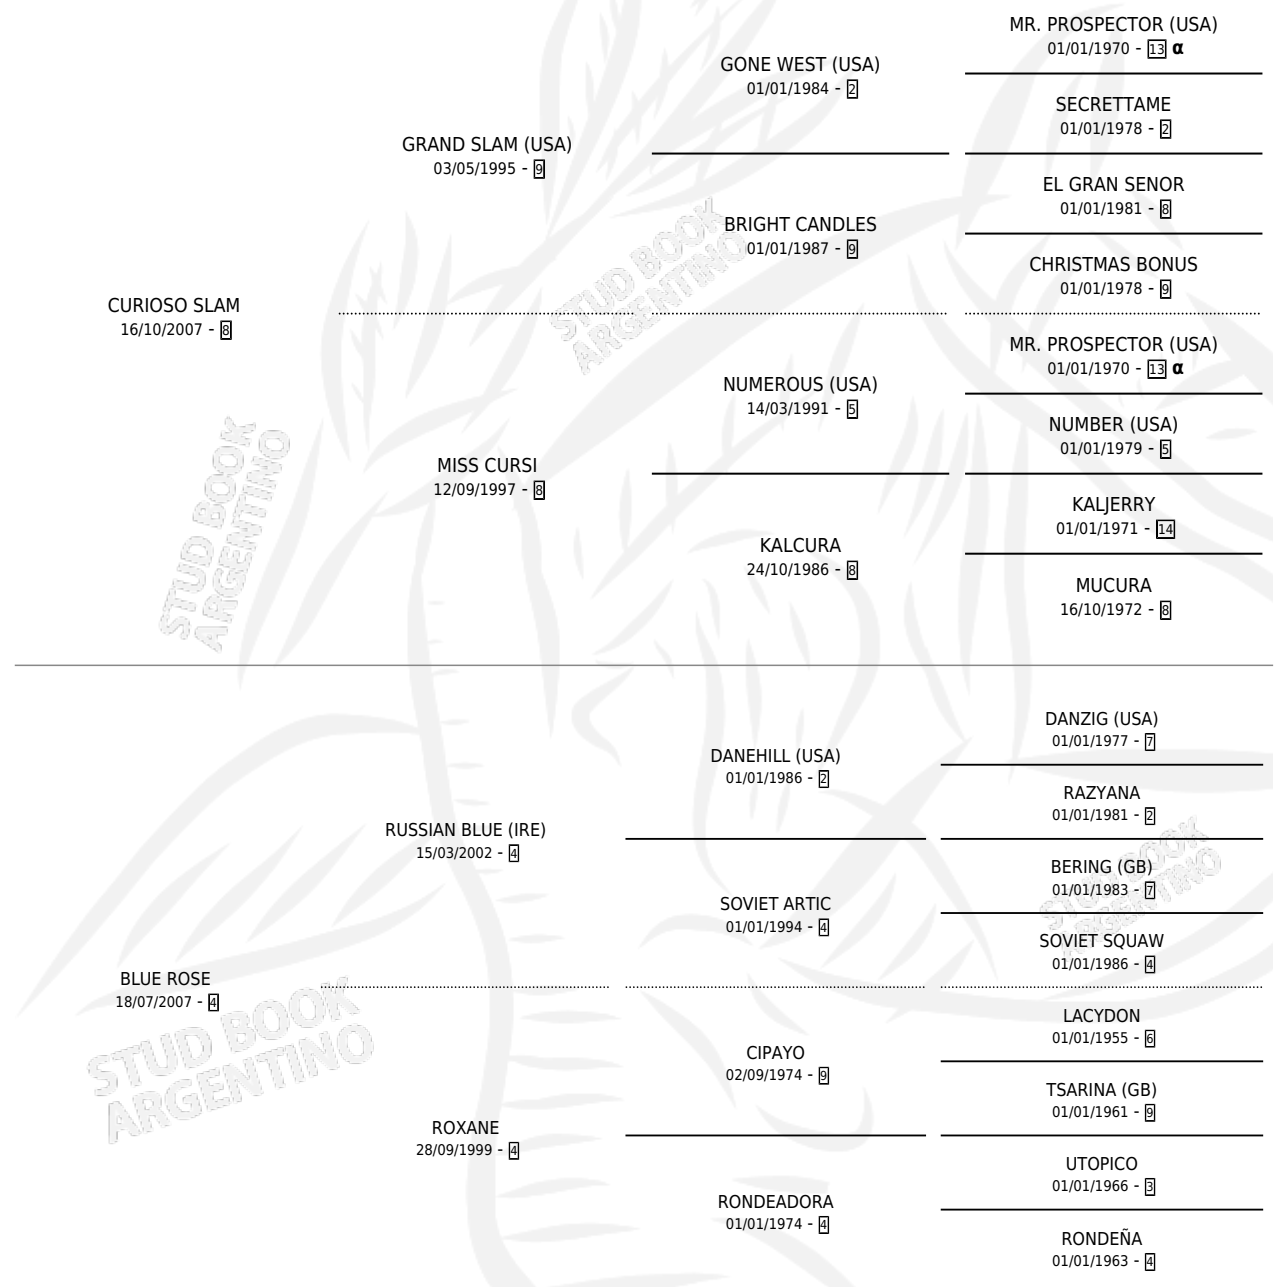 MR. PROSPECTOR (USA)
01/01/1970 - 13 α
GONE WEST (USA)
01/01/1984 - 2
SECRETTAME
01/01/1978 - 2
GRAND SLAM (USA)
03/05/1995 - 9
EL GRAN SENOR
01/01/1981 - 8
BRIGHT CANDLES
01/01/1987 - 9
CHRISTMAS BONUS
01/01/1978 - 9
CURIOSO SLAM
16/10/2007 - 8
STUD BOOK
ARGENTINO
MR. PROSPECTOR (USA)
01/01/1970 - 13 α
NUMEROUS (USA)
14/03/1991 - 5
NUMBER (USA)
01/01/1979 - 5
MISS CURSI
12/09/1997 - 8
KALJERRY
01/01/1971 - 14
KALCURA
24/10/1986 - 8
MUCURA
16/10/1972 - 8
STUD BOOK
ARGENTINO
DANZIG (USA)
01/01/1977 - 7
DANEHILL (USA)
01/01/1986 - 2
RAZYANA
01/01/1981 - 2
RUSSIAN BLUE (IRE)
15/03/2002 - 4
BERING (GB)
01/01/1983 - 7
SOVIET ARTIC
01/01/1994 - 4
STUD BOOK
ARGENTINO
SOVIET SQUAW
01/01/1986 - 4
BLUE ROSE
18/07/2007 - 4
STUD BOOK
ARGENTINO
LACYDON
01/01/1955 - 6
CIPAYO
02/09/1974 - 9
TSARINA (GB)
01/01/1961 - 9
ROXANE
28/09/1999 - 4
UTOPICO
01/01/1966 - 3
RONDEADORA
01/01/1974 - 4
RONDEÑA
01/01/1963 - 4